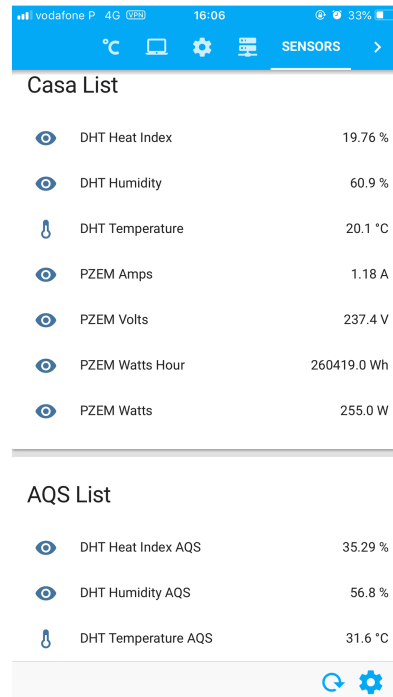 vodafone P 4G VPN 16:06 33%
°C SENSORS
Casa List
DHT Heat Index 19.76 %
DHT Humidity 60.9 %
DHT Temperature 20.1 °C
PZEM Amps 1.18 A
PZEM Volts 237.4 V
PZEM Watts Hour 260419.0 Wh
PZEM Watts 255.0 W
AQS List
DHT Heat Index AQS 35.29 %
DHT Humidity AQS 56.8 %
DHT Temperature AQS 31.6 °C